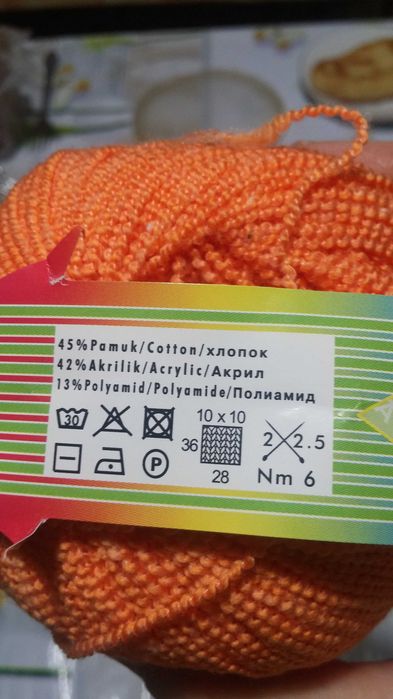 45%Pamuk/Cotton/хлопок
42%Akrilik/Acrylic/Акрил
13%Polyamid/Polyamide/Полиамид
30
10 x 10
36
28
2 2.5
Nm 6
P